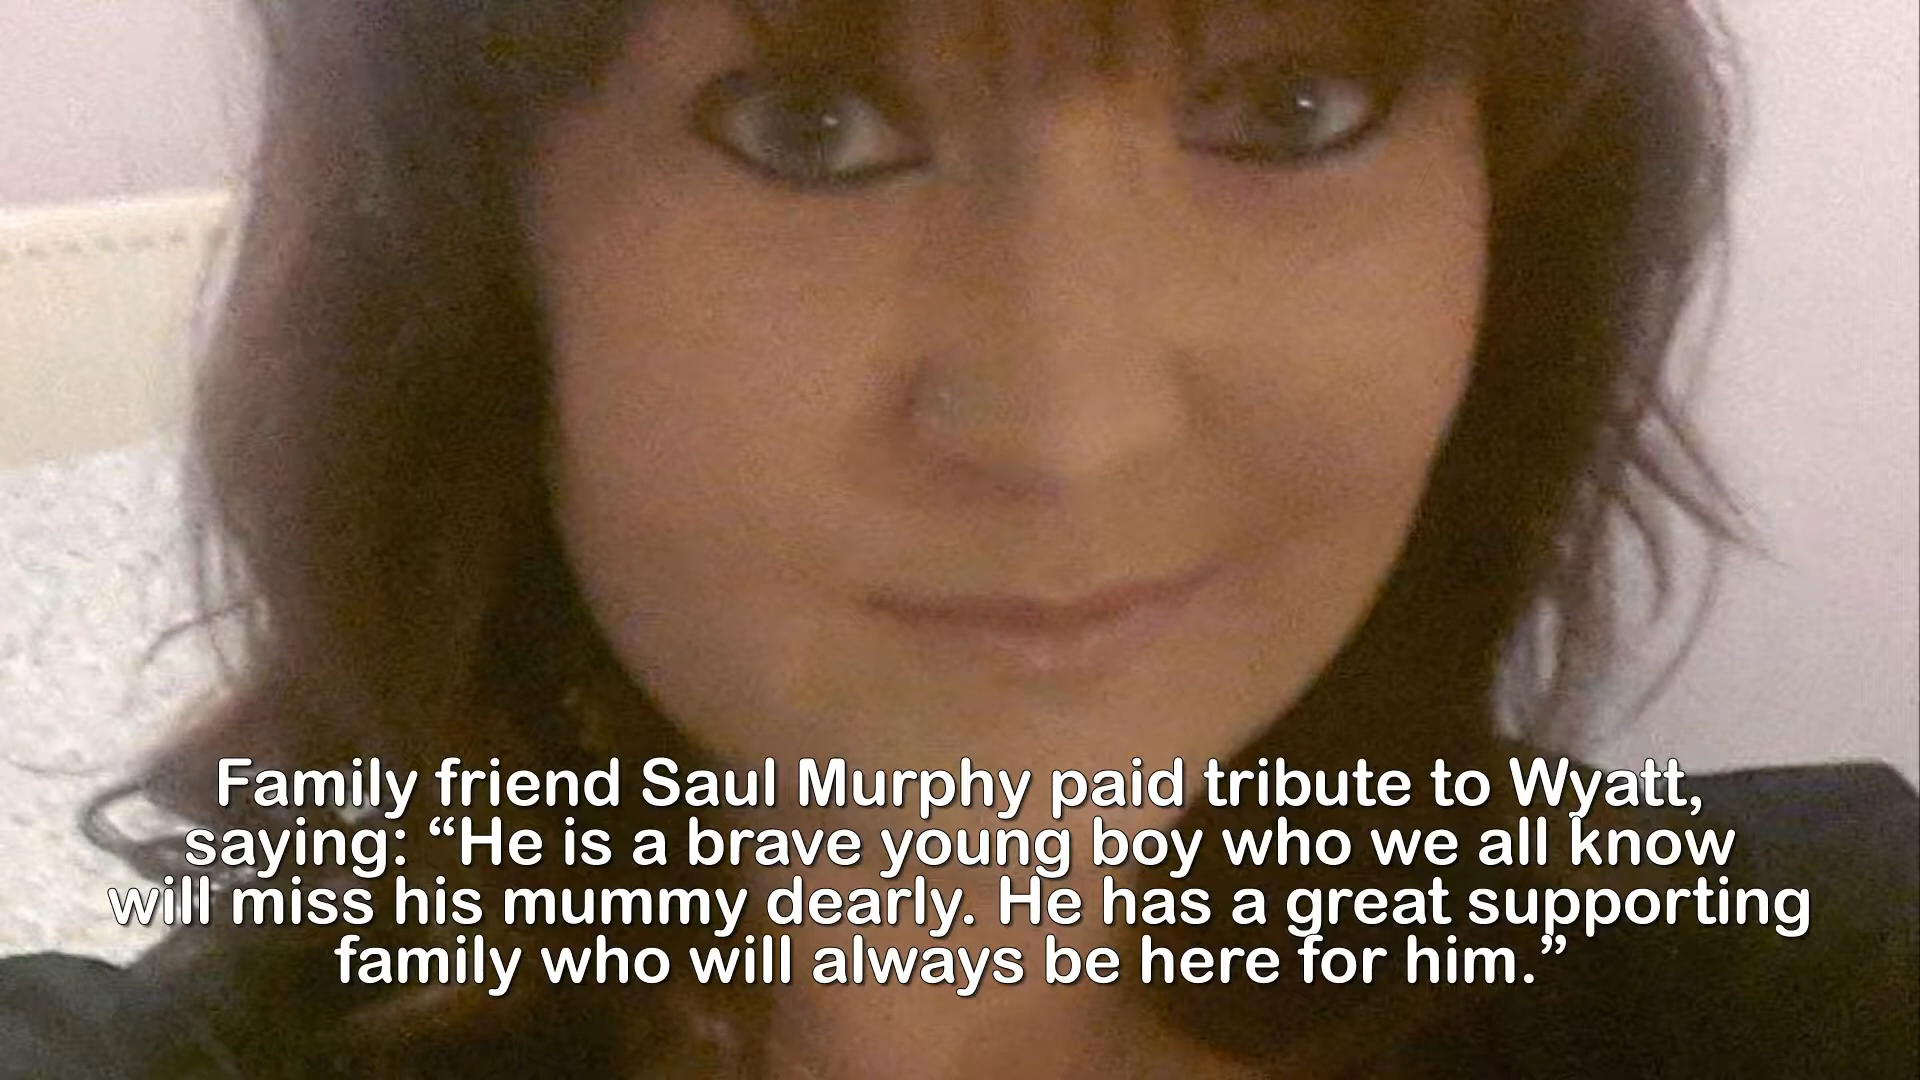 Family friend Saul Murphy paid tribute to Wyatt,
saying: “He is a brave young boy who we all know
will miss his mummy dearly. He has a great supporting
family who will always be here for him.”